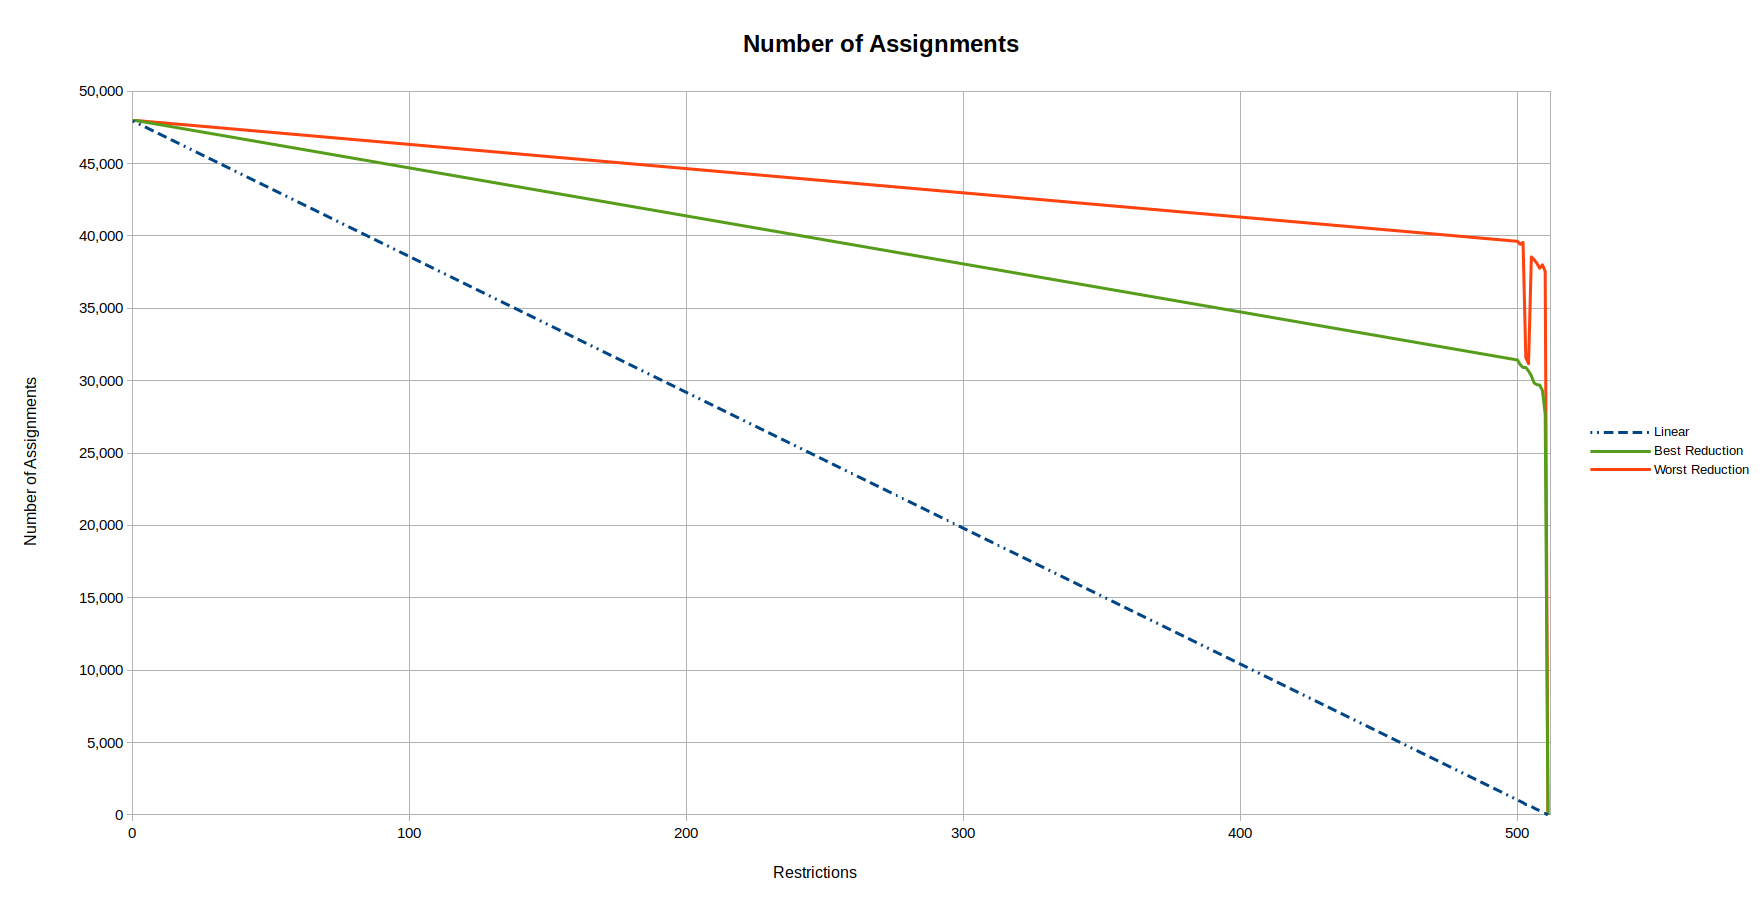 Number of Assignments
50,000
45,000
40,000
35,000
30,000
25,000
20,000
15,000
10,000
5,000
0
0 100 200 300 400 500
Number of Assignments
Restrictions
Linear
Best Reduction
Worst Reduction